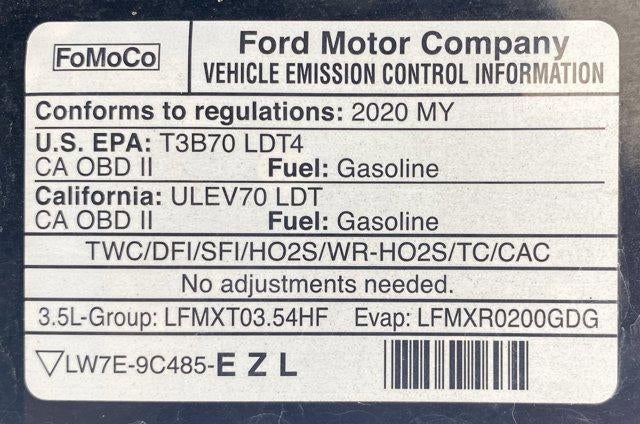 FoMoCo
Ford Motor Company
VEHICLE EMISSION CONTROL INFORMATION
Conforms to regulations: 2020 MY
U.S. EPA: T3B70 LDT4
CA OBD II Fuel: Gasoline
California: ULEV70 LDT
CA OBD II Fuel: Gasoline
TWC/DFI/SFI/HO2S/WR-HO2S/TC/CAC
No adjustments needed.
3.5L-Group: LFMXT03.54HF Evap: LFMXR0200GDG
▽LW7E-9C485-E Z L